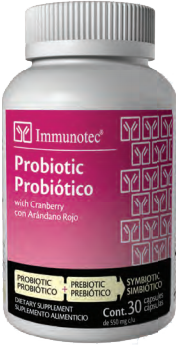 Immunotec®
Probiotic
Probiótico
with Cranberry
con Arándano Rojo
PROBIOTIC
PROBIÓTICO
+
PREBIOTIC
PREBIÓTICO
SYMBIOTIC
SIMBIÓTICO
DIETARY SUPPLEMENT
SUPLEMENTO ALIMENTICIO
Cont. 30 capsules
cápsulas
de 550 mg c/u